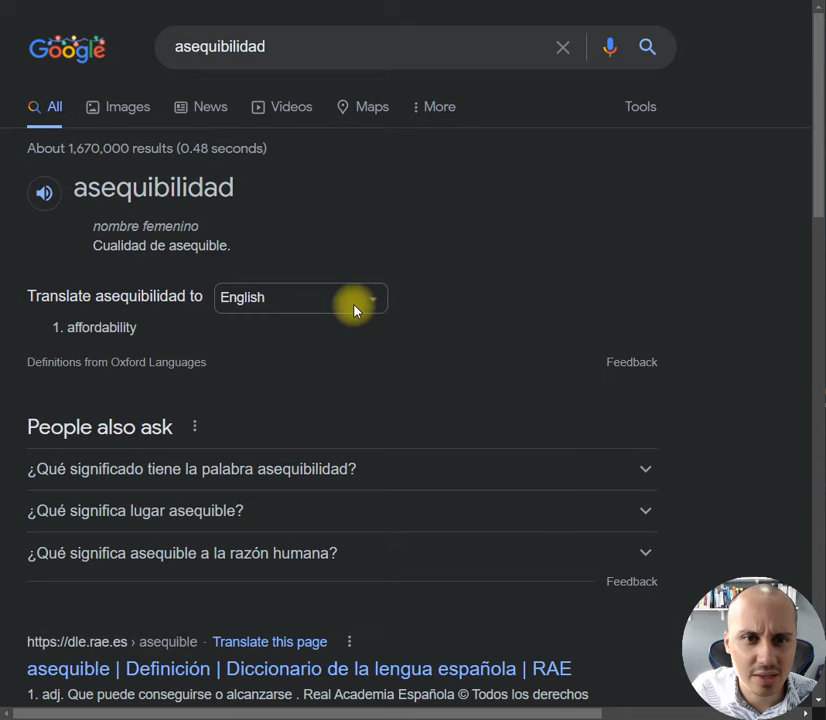 Google
asequibilidad
All Images News Videos Maps More Tools
About 1,670,000 results (0.48 seconds)
asequibilidad
nombre femenino
Cualidad de asequible.
Translate asequibilidad to English
1. affordability
Definitions from Oxford Languages Feedback
People also ask
¿Qué significado tiene la palabra asequibilidad?
¿Qué significa lugar asequible?
¿Qué significa asequible a la razón humana?
Feedback
https://dle.rae.es › asequible · Translate this page
asequible | Definición | Diccionario de la lengua española | RAE
1. adj. Que puede conseguirse o alcanzarse . Real Academia Española © Todos los derechos